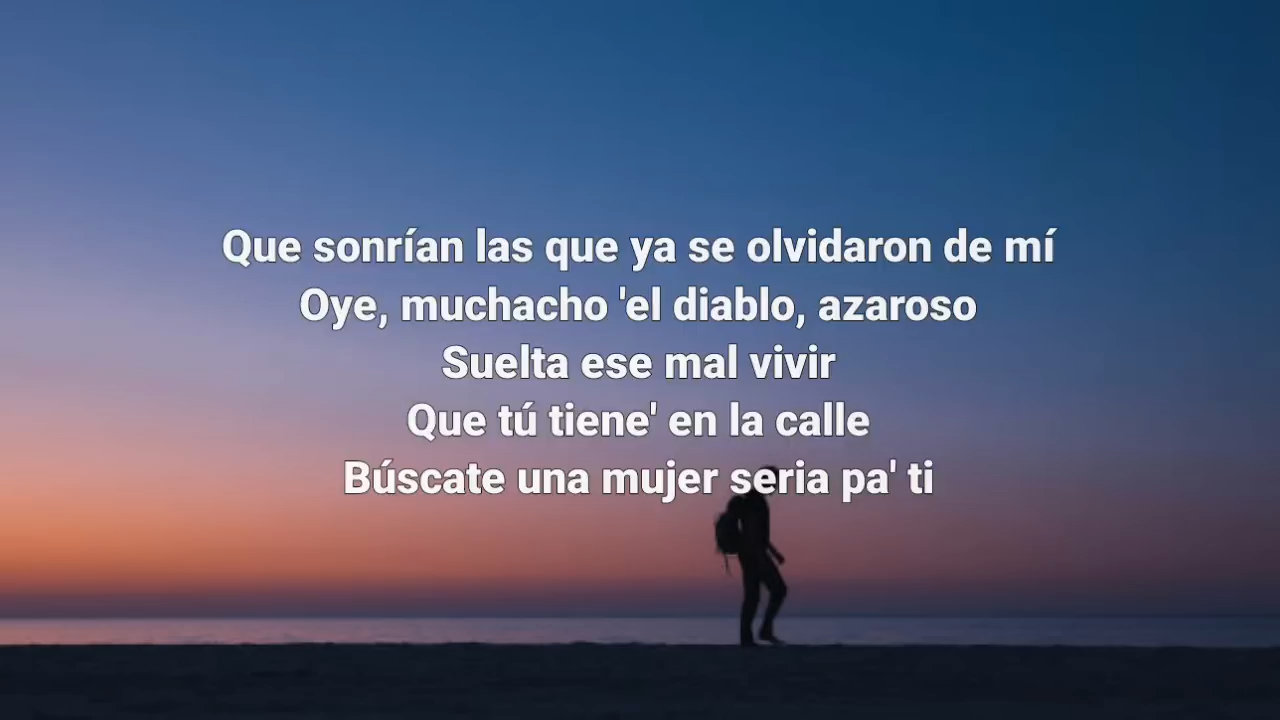 Que sonrían las que ya se olvidaron de mí
Oye, muchacho 'el diablo, azaroso
Suelta ese mal vivir
Que tú tiene' en la calle
Búscate una mujer seria pa' ti